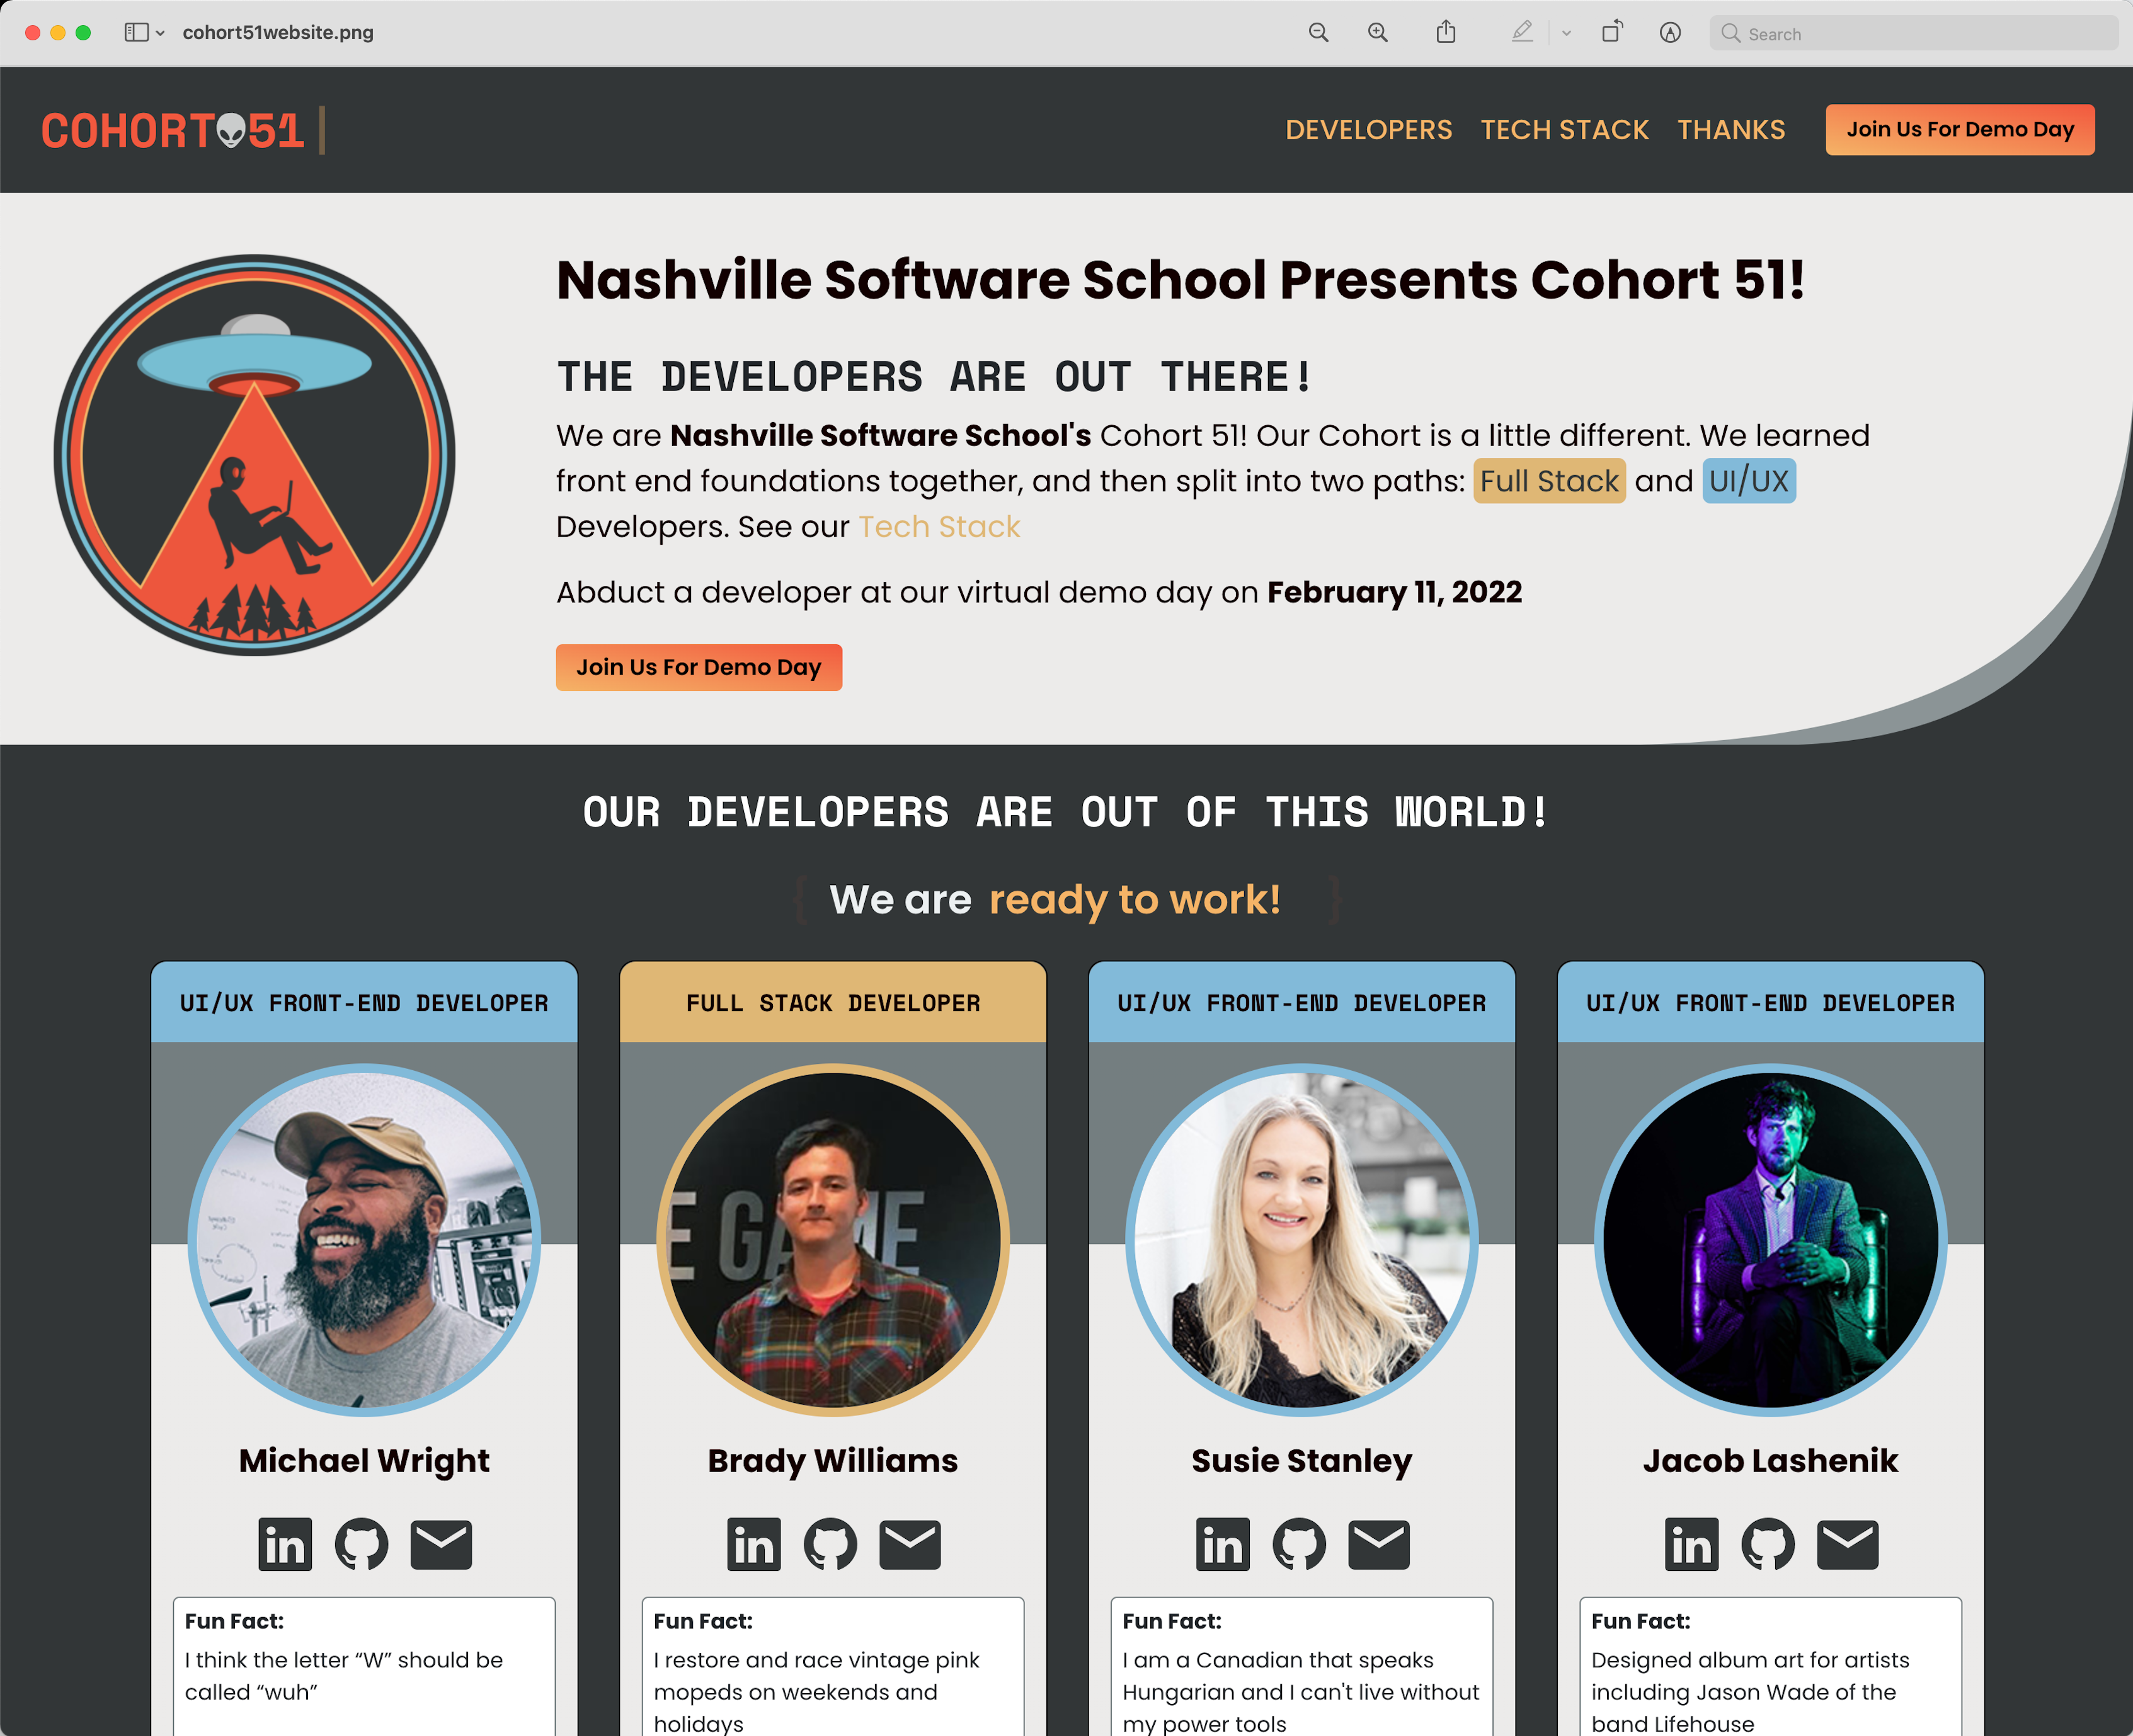 cohort51website.png
Search
COHORT👽51
DEVELOPERS TECH STACK THANKS Join Us For Demo Day
Nashville Software School Presents Cohort 51!
THE DEVELOPERS ARE OUT THERE!
We are Nashville Software School's Cohort 51! Our Cohort is a little different. We learned
front end foundations together, and then split into two paths: Full Stack and UI/UX
Developers. See our Tech Stack
Abduct a developer at our virtual demo day on February 11, 2022
Join Us For Demo Day
OUR DEVELOPERS ARE OUT OF THIS WORLD!
{ We are ready to work! }
UI/UX FRONT-END DEVELOPER
Michael Wright
in
Fun Fact:
I think the letter “W” should be
called “wuh”
FULL STACK DEVELOPER
E GAME
Brady Williams
in
Fun Fact:
I restore and race vintage pink
mopeds on weekends and
holidays
UI/UX FRONT-END DEVELOPER
Susie Stanley
in
Fun Fact:
I am a Canadian that speaks
Hungarian and I can't live without
my power tools
UI/UX FRONT-END DEVELOPER
Jacob Lashenik
in
Fun Fact:
Designed album art for artists
including Jason Wade of the
band Lifehouse